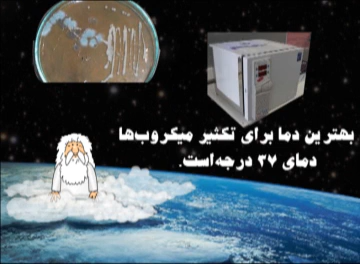 بهترین دما برای تکثیر میکروب‌ها
دمای ۳۷ درجه‌است.